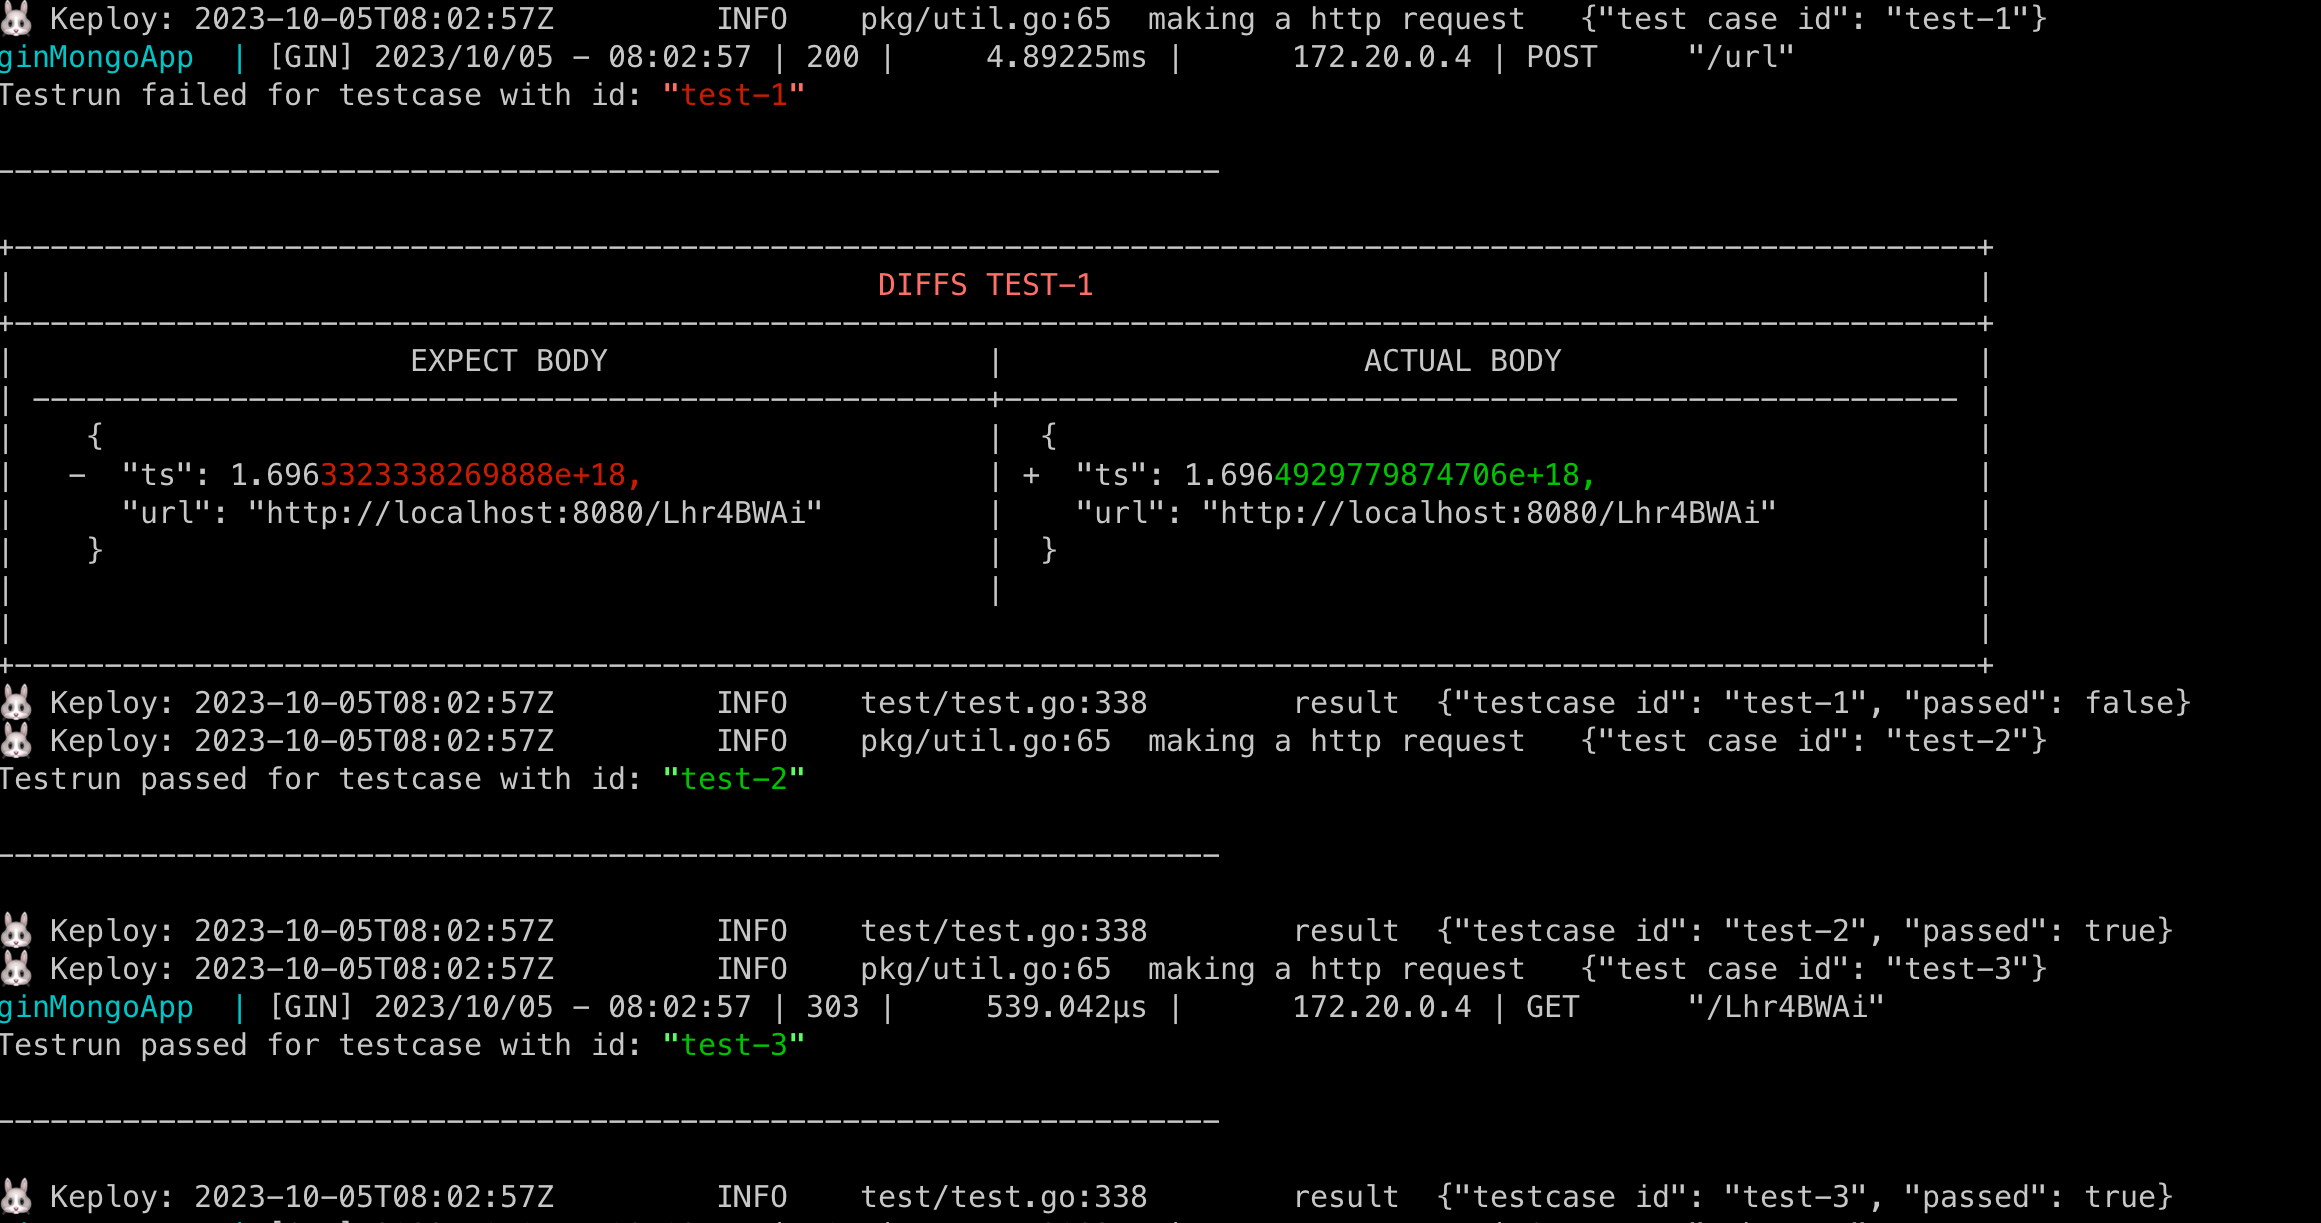 🐰 Keploy: 2023-10-05T08:02:57Z         INFO    pkg/util.go:65  making a http request   {"test case id": "test-1"}
ginMongoApp  | [GIN] 2023/10/05 - 08:02:57 | 200 |     4.89225ms |      172.20.0.4 | POST     "/url"
Testrun failed for testcase with id: "test-1"
--------------------------------------------------------------------
+-------------------------------------------------------------------------------------------------------------+
|                                                DIFFS TEST-1                                                 |
+-------------------------------------------------------------------------------------------------------------+
|                      EXPECT BODY                     |                    ACTUAL BODY                       |
| -----------------------------------------------------+----------------------------------------------------- |
|    {                                                 |  {                                                   |
|   -  "ts": 1.6963323338269888e+18,                   | +  "ts": 1.6964929779874706e+18,                     |
|      "url": "http://localhost:8080/Lhr4BWAi"         |    "url": "http://localhost:8080/Lhr4BWAi"           |
|    }                                                 |  }                                                   |
|                                                      |                                                      |
|                                                                                                             |
+-------------------------------------------------------------------------------------------------------------+
🐰 Keploy: 2023-10-05T08:02:57Z         INFO    test/test.go:338        result  {"testcase id": "test-1", "passed": false}
🐰 Keploy: 2023-10-05T08:02:57Z         INFO    pkg/util.go:65  making a http request   {"test case id": "test-2"}
Testrun passed for testcase with id: "test-2"
--------------------------------------------------------------------
🐰 Keploy: 2023-10-05T08:02:57Z         INFO    test/test.go:338        result  {"testcase id": "test-2", "passed": true}
🐰 Keploy: 2023-10-05T08:02:57Z         INFO    pkg/util.go:65  making a http request   {"test case id": "test-3"}
ginMongoApp  | [GIN] 2023/10/05 - 08:02:57 | 303 |     539.042µs |      172.20.0.4 | GET      "/Lhr4BWAi"
Testrun passed for testcase with id: "test-3"
--------------------------------------------------------------------
🐰 Keploy: 2023-10-05T08:02:57Z         INFO    test/test.go:338        result  {"testcase id": "test-3", "passed": true}